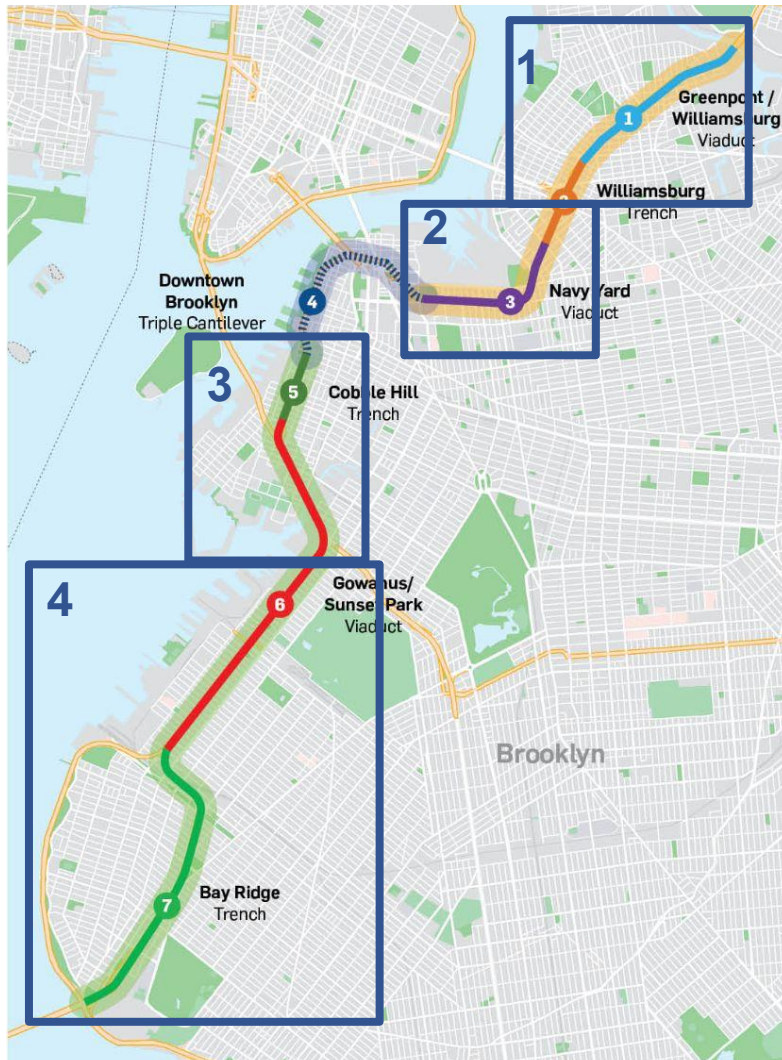 1
Greenpont /
Williamsburg
Viaduct
1
Williamsburg
Trench
2
Navy Yard
Viaduct
3
Downtown
Brooklyn
Triple Cantilever
4
3
5
Cobble Hill
Trench
4
6
Gowanus/
Sunset Park
Viaduct
Brooklyn
Bay Ridge
Trench
7